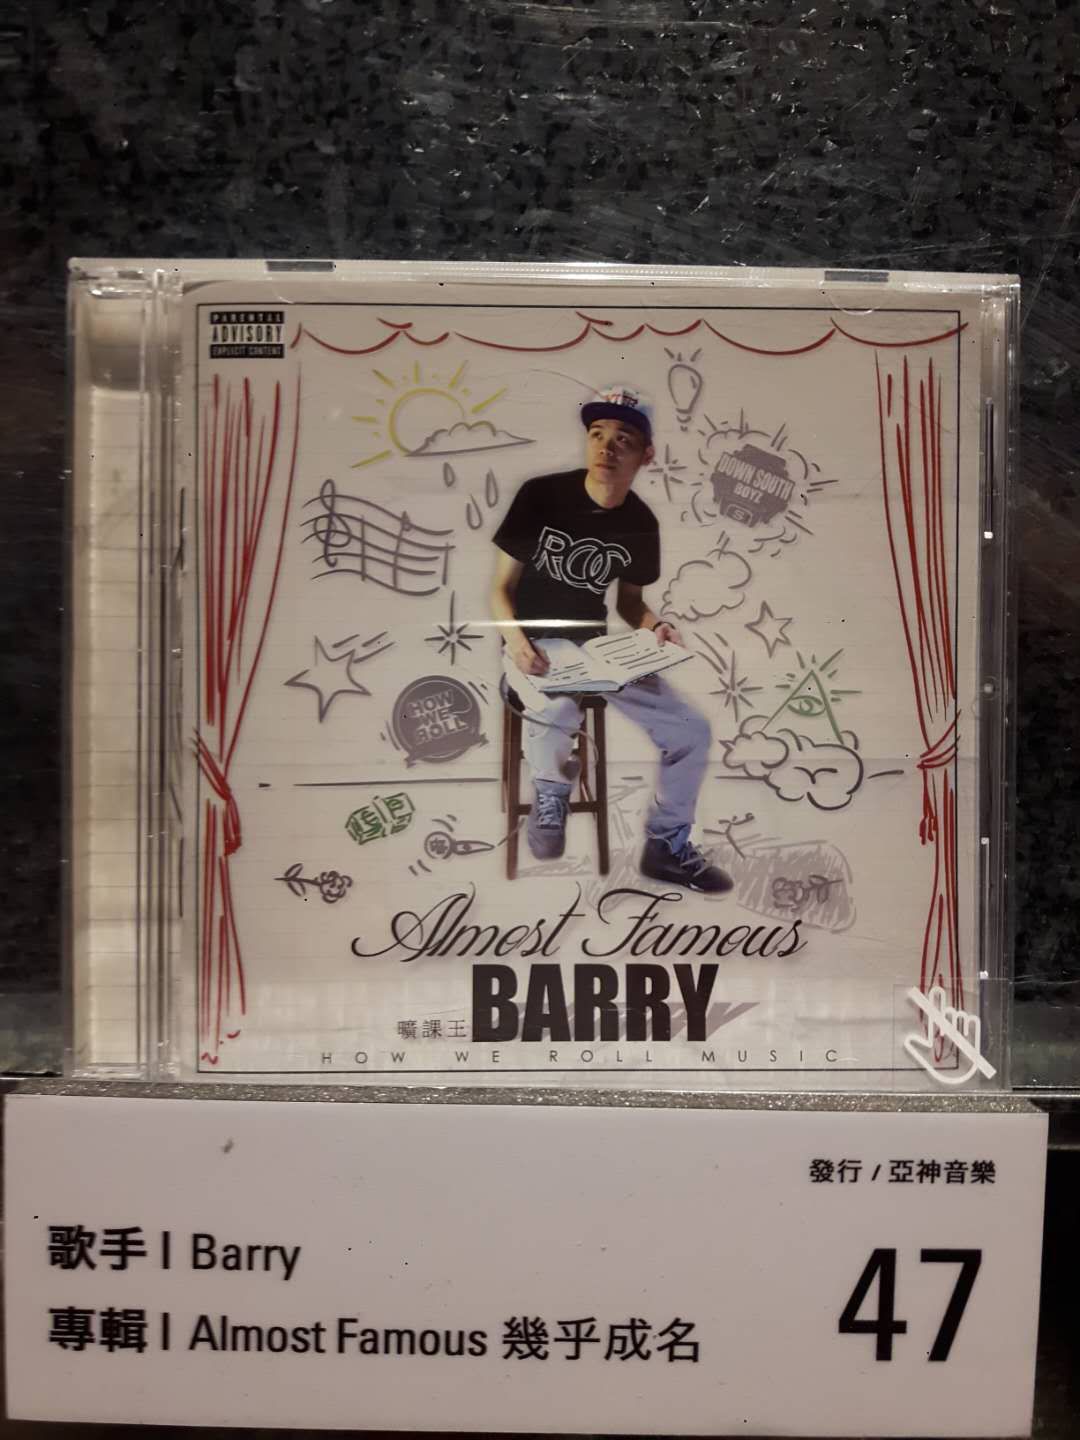 PARENTAL
ADVISORY
EXPLICIT CONTENT
DOWN SOUTH
BOYZ
S
ROC
HOW
WE
ROLL
Almost Famous
曠課王 BARRY
HOW WE ROLL MUSIC
發行 / 亞神音樂
歌手 | Barry
專輯 | Almost Famous 幾乎成名
47